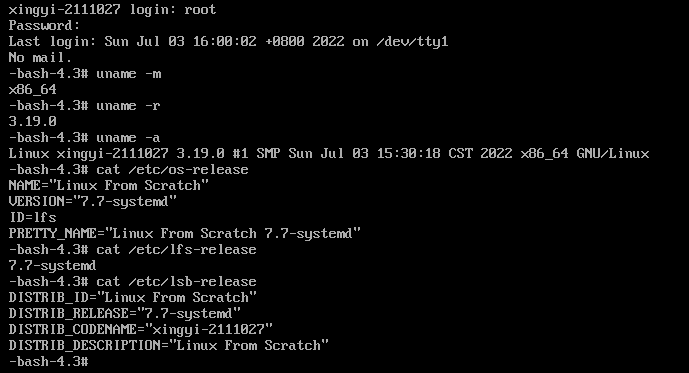 xingyi-2111027 login: root
Password:
Last login: Sun Jul 03 16:00:02 +0800 2022 on /dev/tty1
No mail.
-bash-4.3# uname -m
x86_64
-bash-4.3# uname -r
3.19.0
-bash-4.3# uname -a
Linux xingyi-2111027 3.19.0 #1 SMP Sun Jul 03 15:30:18 CST 2022 x86_64 GNU/Linux
-bash-4.3# cat /etc/os-release
NAME="Linux From Scratch"
VERSION="7.7-systemd"
ID=lfs
PRETTY_NAME="Linux From Scratch 7.7-systemd"
-bash-4.3# cat /etc/lfs-release
7.7-systemd
-bash-4.3# cat /etc/lsb-release
DISTRIB_ID="Linux From Scratch"
DISTRIB_RELEASE="7.7-systemd"
DISTRIB_CODENAME="xingyi-2111027"
DISTRIB_DESCRIPTION="Linux From Scratch"
-bash-4.3#